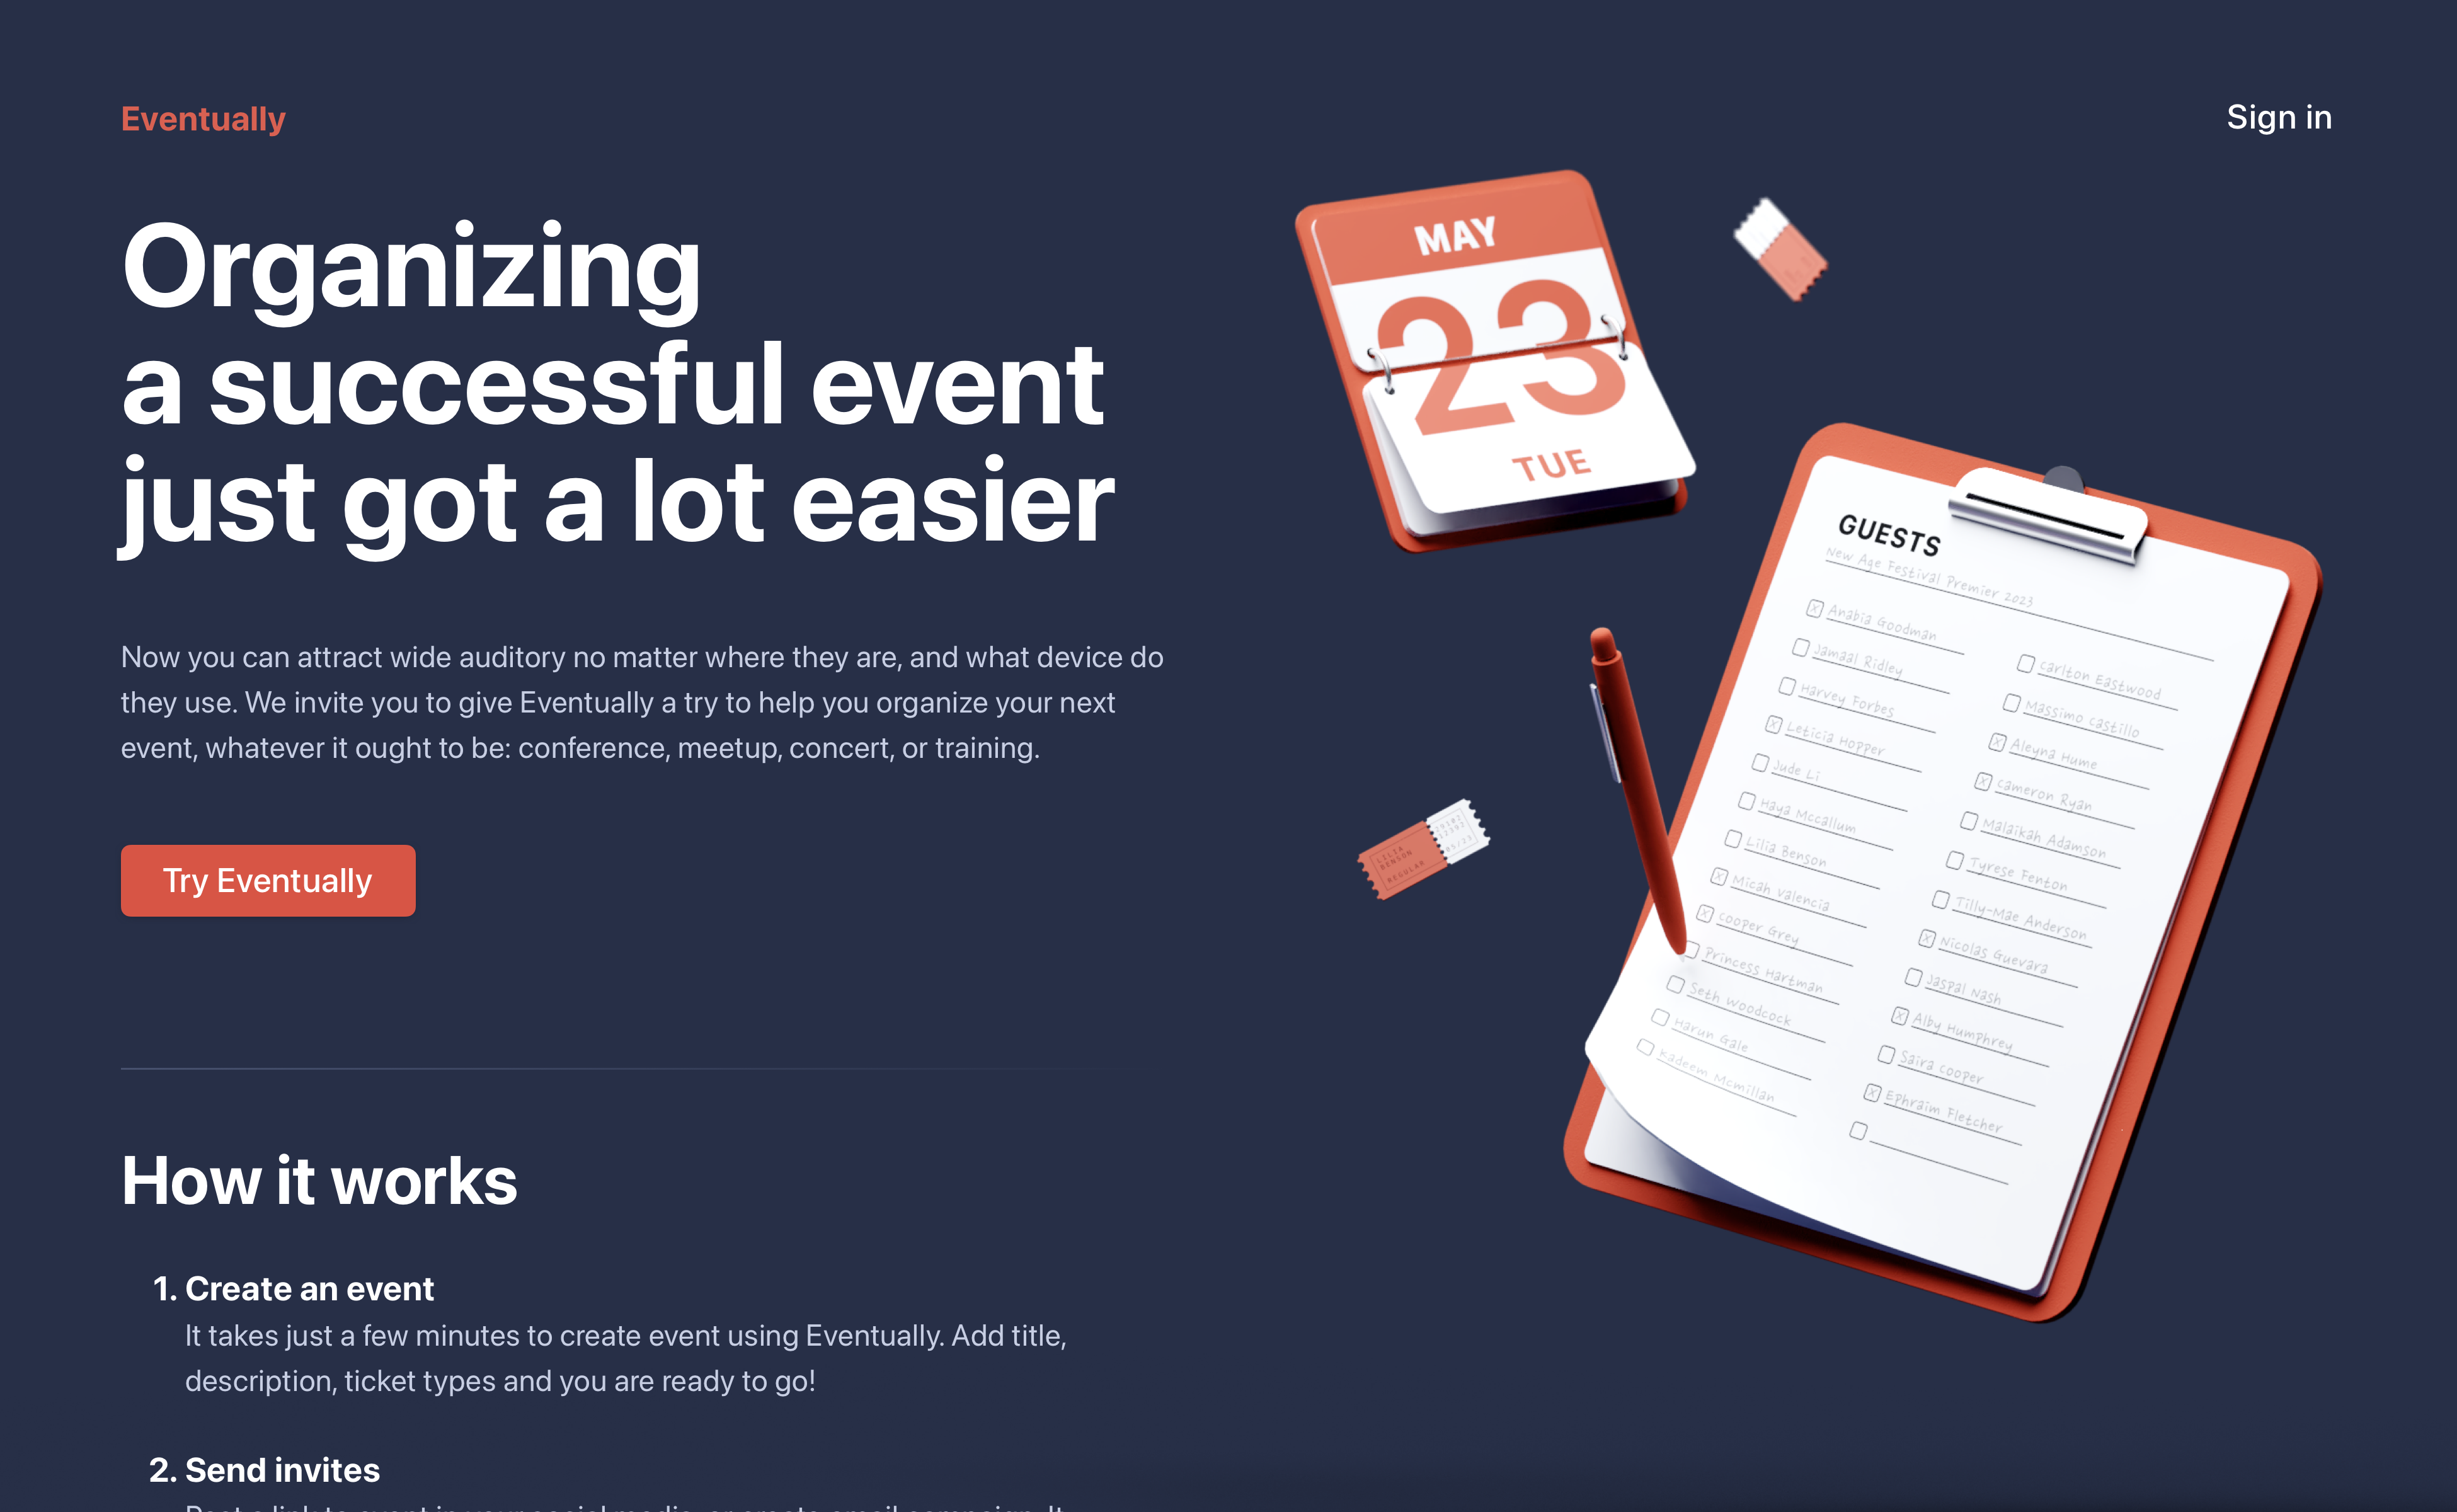 Eventually
Sign in
Organizing
a successful event
just got a lot easier
Now you can attract wide auditory no matter where they are, and what device do
they use. We invite you to give Eventually a try to help you organize your next
event, whatever it ought to be: conference, meetup, concert, or training.
Try Eventually
How it works
1. Create an event
It takes just a few minutes to create event using Eventually. Add title,
description, ticket types and you are ready to go!
2. Send invites
MAY
23
TUE
LILIA
BENSON
REGULAR
GUESTS
New Age Festival Premier 2023
Anabia Goodman
Jamaal Ridley
Harvey Forbes
Leticia Hopper
Jude Li
Haya Mccallum
Lilia Benson
Micah Valencia
Cooper Grey
Princess Hartman
Seth Woodcock
Harun Gale
Kadeem Mcmillan
Carlton Eastwood
Massimo Castillo
Aleyna Hume
Cameron Ryan
Malaikah Adamson
Tyrese Fenton
Tilly-Mae Anderson
Nicolas Guevara
Jaspal Nash
Alby Humphrey
Saira Cooper
Ephraim Fletcher